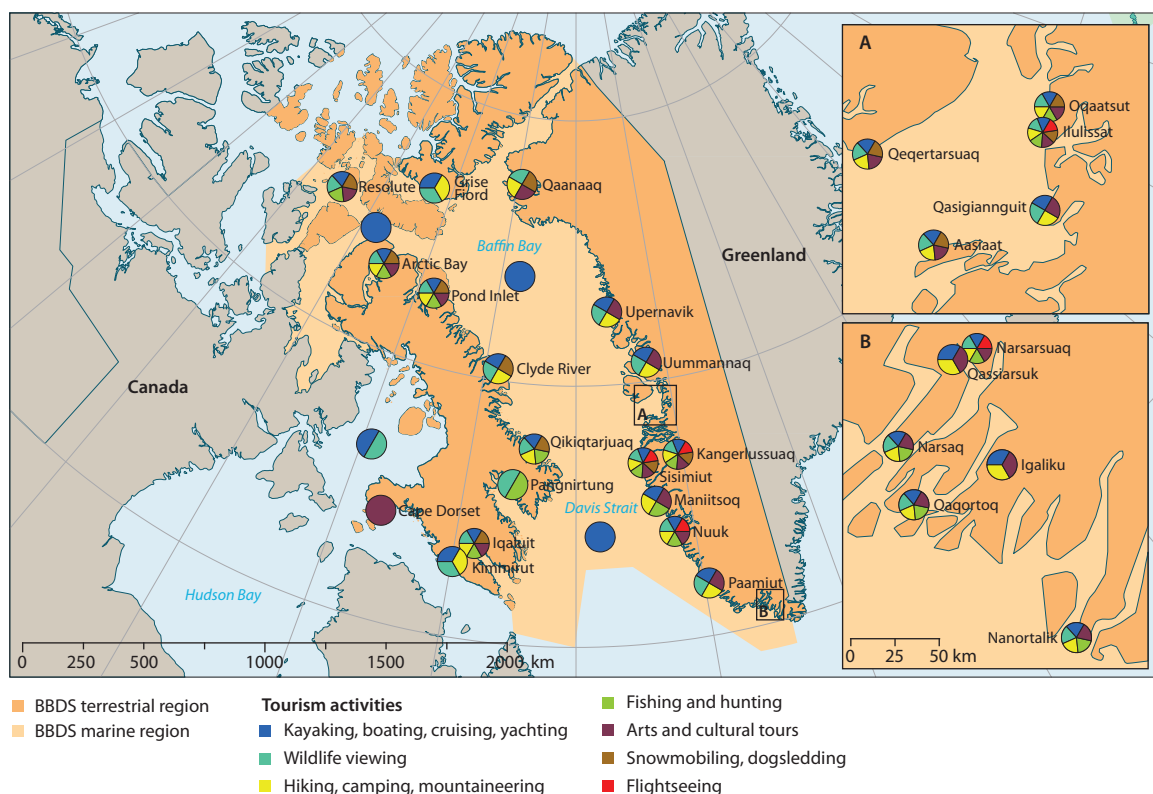 A
Oqaatsut
Ilulissat
Qeqertarsuaq
Qasigiannguit
Aasiaat
Resolute
Grise
Fiord
Qaanaaq
Baffin Bay
Greenland
Arctic Bay
Pond Inlet
Upernavik
Uummannaq
Clyde River
Canada
A
B
Narsarsuaq
Qassiarsuk
Narsaq
Igaliku
Qaqortoq
Nanortalik
0 25 50 km
Qikiqtarjuaq
Kangerlussuaq
Sisimiut
Pangnirtung
Maniitsoq
Cape Dorset
Davis Strait
Nuuk
Iqaluit
Kimmirut
Paamiut
B
Hudson Bay
0 250 500 1000 1500 2000 km
BBDS terrestrial region
BBDS marine region
Tourism activities
Kayaking, boating, cruising, yachting
Wildlife viewing
Hiking, camping, mountaineering
Fishing and hunting
Arts and cultural tours
Snowmobiling, dogsledding
Flightseeing